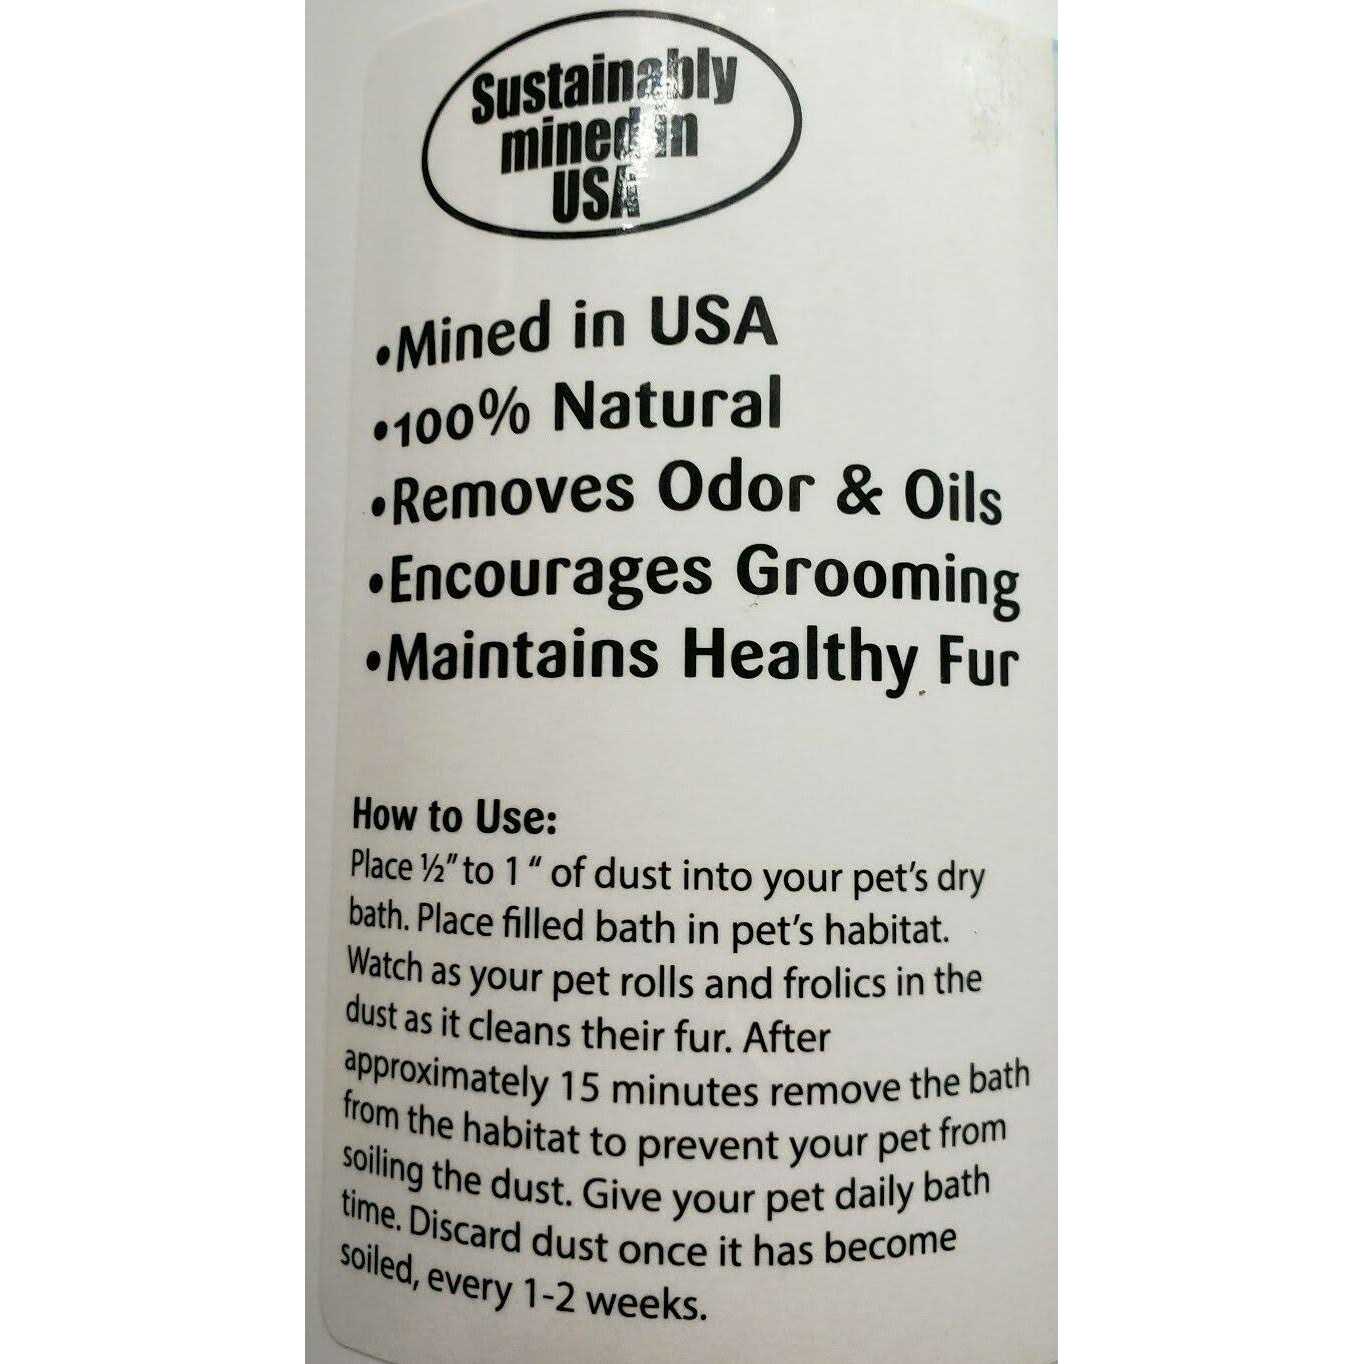 Sustainably
mined in
USA
•Mined in USA
•100% Natural
•Removes Odor & Oils
•Encourages Grooming
•Maintains Healthy Fur
How to Use:
Place ½” to 1 “ of dust into your pet’s dry
bath. Place filled bath in pet’s habitat.
Watch as your pet rolls and frolics in the
dust as it cleans their fur. After
approximately 15 minutes remove the bath
from the habitat to prevent your pet from
soiling the dust. Give your pet daily bath
time. Discard dust once it has become
soiled, every 1-2 weeks.